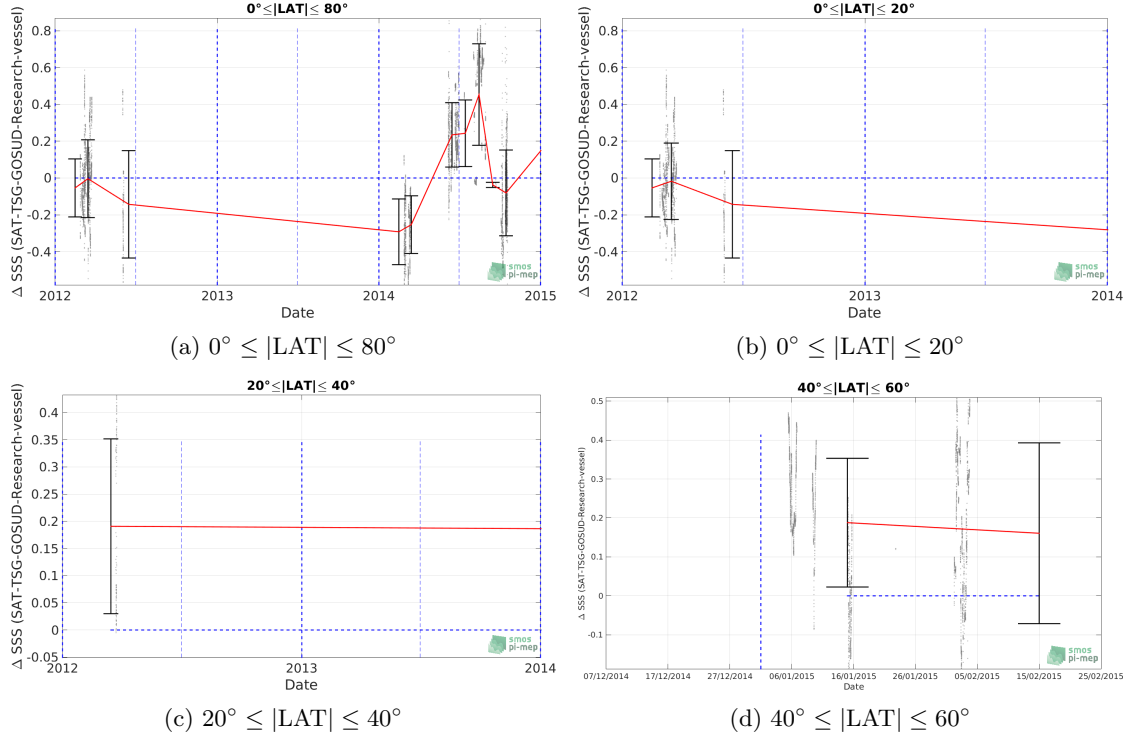 0°≤|LAT|≤ 80°
Δ SSS (SAT-TSG-GOSUD-Research-vessel)
0.8
0.6
0.4
0.2
0
-0.2
-0.4
2012
2013
2014
2015
Date
smos
pi-mep
(a) 0° ≤ |LAT| ≤ 80°
0°≤|LAT|≤ 20°
Δ SSS (SAT-TSG-GOSUD-Research-vessel)
0.8
0.6
0.4
0.2
0
-0.2
-0.4
2012
2013
2014
Date
smos
pi-mep
(b) 0° ≤ |LAT| ≤ 20°
20°≤|LAT|≤ 40°
Δ SSS (SAT-TSG-GOSUD-Research-vessel)
0.4
0.35
0.3
0.25
0.2
0.15
0.1
0.05
0
-0.05
2012
2013
2014
Date
smos
pi-mep
(c) 20° ≤ |LAT| ≤ 40°
40°≤|LAT|≤ 60°
Δ SSS (SAT-TSG-GOSUD-Research-vessel)
0.5
0.4
0.3
0.2
0.1
0
-0.1
07/12/2014
17/12/2014
27/12/2014
06/01/2015
16/01/2015
26/01/2015
05/02/2015
15/02/2015
25/02/2015
Date
smos
pi-mep
(d) 40° ≤ |LAT| ≤ 60°